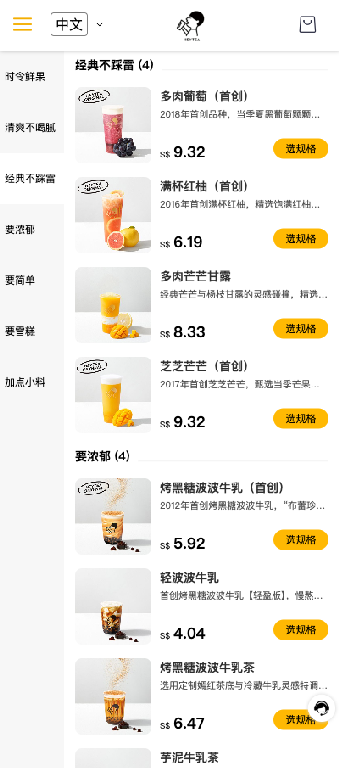 中文
时令鲜果
清爽不喝腻
经典不踩雷
要浓郁
要简单
要雪糕
加点小料
经典不踩雷 (4)
多肉葡萄（首创）
2018年首创品种，当季夏黑葡萄颗颗...
S$ 9.32
选规格
满杯红柚（首创）
2016年首创满杯红柚，精选饱满红柚...
S$ 6.19
选规格
多肉芒芒甘露
经典芒芒与杨枝甘露的灵感碰撞，精选...
S$ 8.33
选规格
芝芝芒芒（首创）
2017年首创芝芝芒芒，甄选当季芒果...
S$ 9.32
选规格
要浓郁 (4)
烤黑糖波波牛乳（首创）
2012年首创烤黑糖波波牛乳，“布蕾珍...
S$ 5.92
选规格
轻波波牛乳
首创烤黑糖波波牛乳【轻盈版】，慢熬...
S$ 4.04
选规格
烤黑糖波波牛乳茶
选用定制嫣红茶底与冷藏牛乳灵感特调...
S$ 6.47
选规格
芋泥牛乳茶